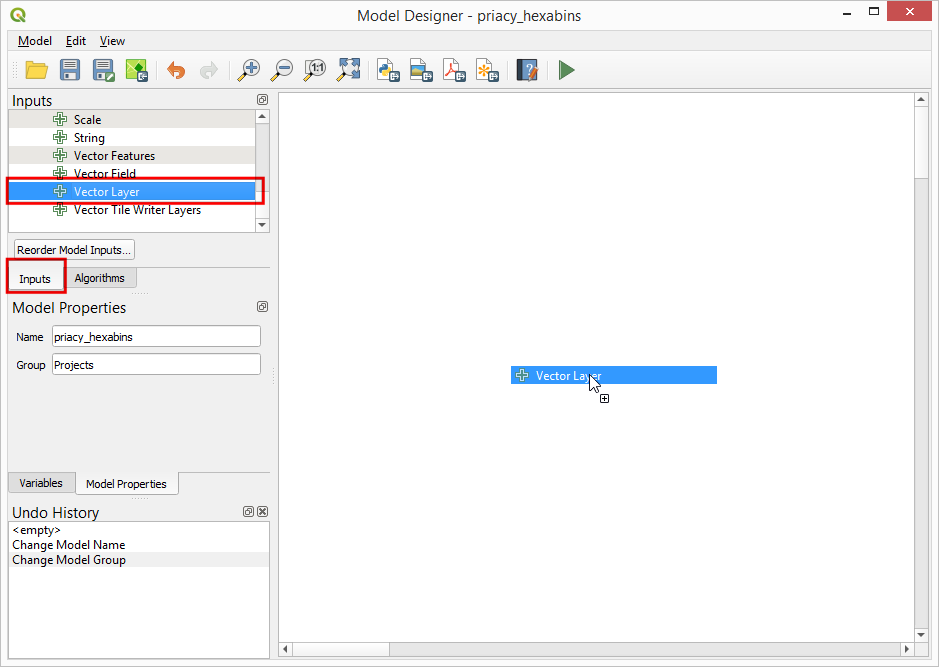 Model Designer - priacy_hexabins
Model Edit View
1:1
Inputs
Scale
String
Vector Features
Vector Field
Vector Layer
Vector Tile Writer Layers
Reorder Model Inputs...
Inputs Algorithms
Model Properties
Name priacy_hexabins
Group Projects
Vector Layer
Variables Model Properties
Undo History
<empty>
Change Model Name
Change Model Group